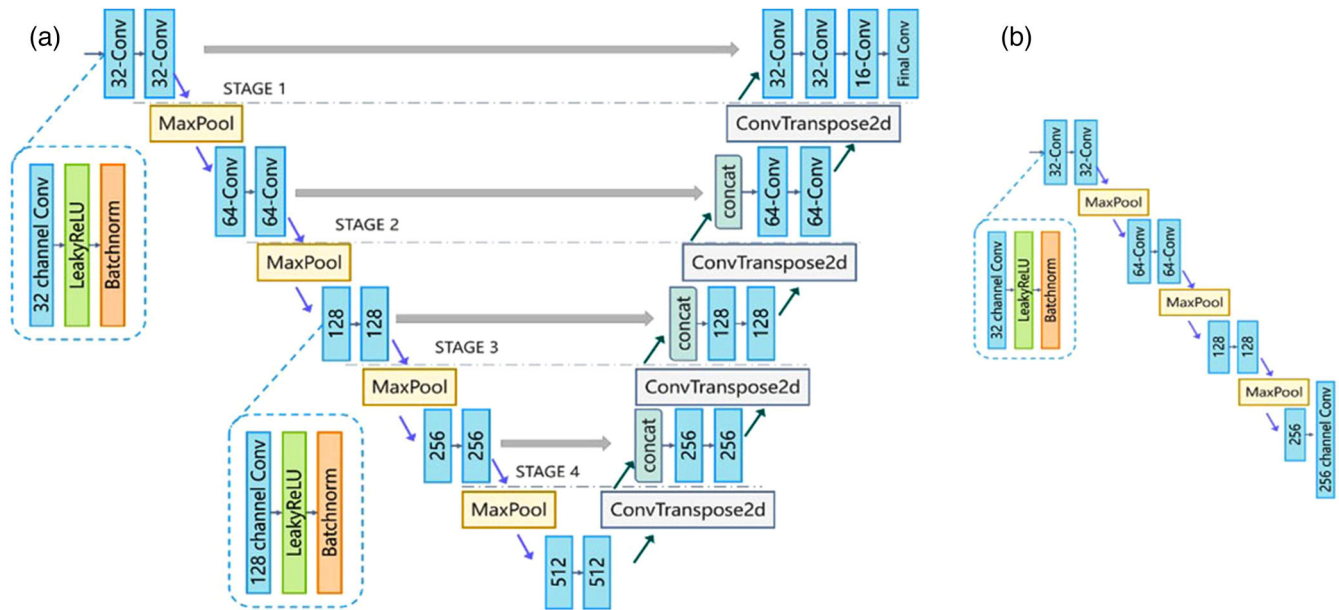 (a)
32-Conv
32-Conv
32-Conv
32-Conv
16-Conv
Final Conv
STAGE 1
MaxPool
ConvTranspose2d
32 channel Conv
LeakyReLU
Batchnorm
64-Conv
64-Conv
concat
64-Conv
64-Conv
STAGE 2
MaxPool
ConvTranspose2d
128
128
concat
128
128
STAGE 3
MaxPool
ConvTranspose2d
128 channel Conv
LeakyReLU
Batchnorm
256
256
concat
256
256
STAGE 4
MaxPool
ConvTranspose2d
512
512
(b)
32-Conv
32-Conv
MaxPool
32 channel Conv
LeakyReLU
Batchnorm
64-Conv
64-Conv
MaxPool
128
128
MaxPool
256
256 channel Conv